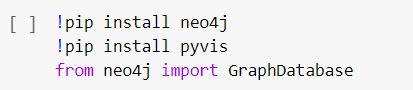 [ ] !pip install neo4j
!pip install pyvis
from neo4j import GraphDatabase